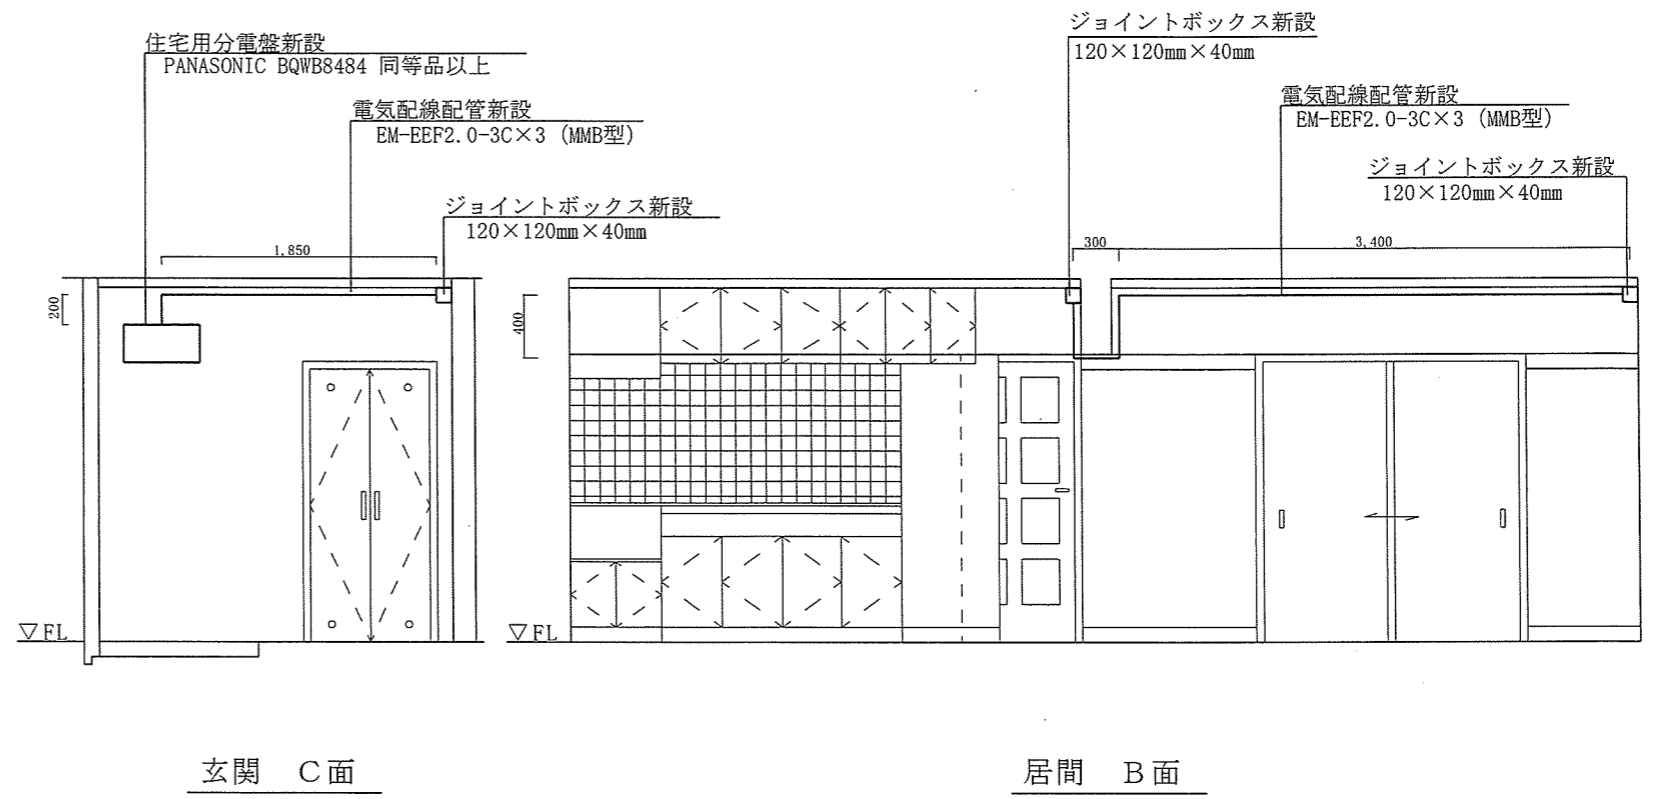 住宅用分電盤新設
PANASONIC BQWB8484 同等品以上
電気配線配管新設
EM-EEF2.0-3C×3 (MMB型)
ジョイントボックス新設
120×120mm×40mm
1,850
200
▽FL
玄関 C面
ジョイントボックス新設
120×120mm×40mm
電気配線配管新設
EM-EEF2.0-3C×3 (MMB型)
ジョイントボックス新設
120×120mm×40mm
300
3,400
400
▽FL
居間 B面